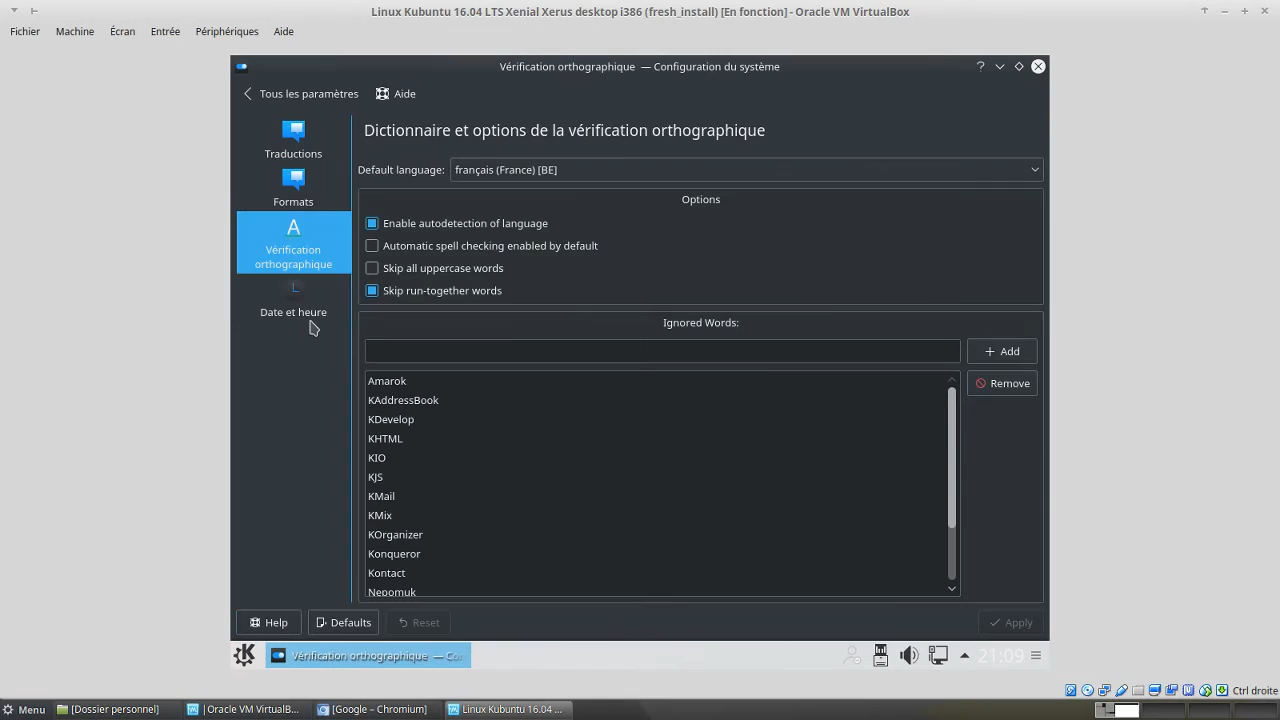 Linux Kubuntu 16.04 LTS Xenial Xerus desktop i386 (fresh_install) [En fonction] - Oracle VM VirtualBox
Fichier Machine Écran Entrée Périphériques Aide
Vérification orthographique — Configuration du système
Tous les paramètres Aide
Traductions
Formats
Vérification
orthographique
Date et heure
Dictionnaire et options de la vérification orthographique
Default language: français (France) [BE]
Options
Enable autodetection of language
Automatic spell checking enabled by default
Skip all uppercase words
Skip run-together words
Ignored Words:
Add
Remove
Amarok
KAddressBook
KDevelop
KHTML
KIO
KJS
KMail
KMix
KOrganizer
Konqueror
Kontact
Nepomuk
Help Defaults Reset Apply
Vérification orthographique — Co 21:09
Ctrl droite
Menu [Dossier personnel] Oracle VM VirtualB... [Google – Chromium] Linux Kubuntu 16.04 ...